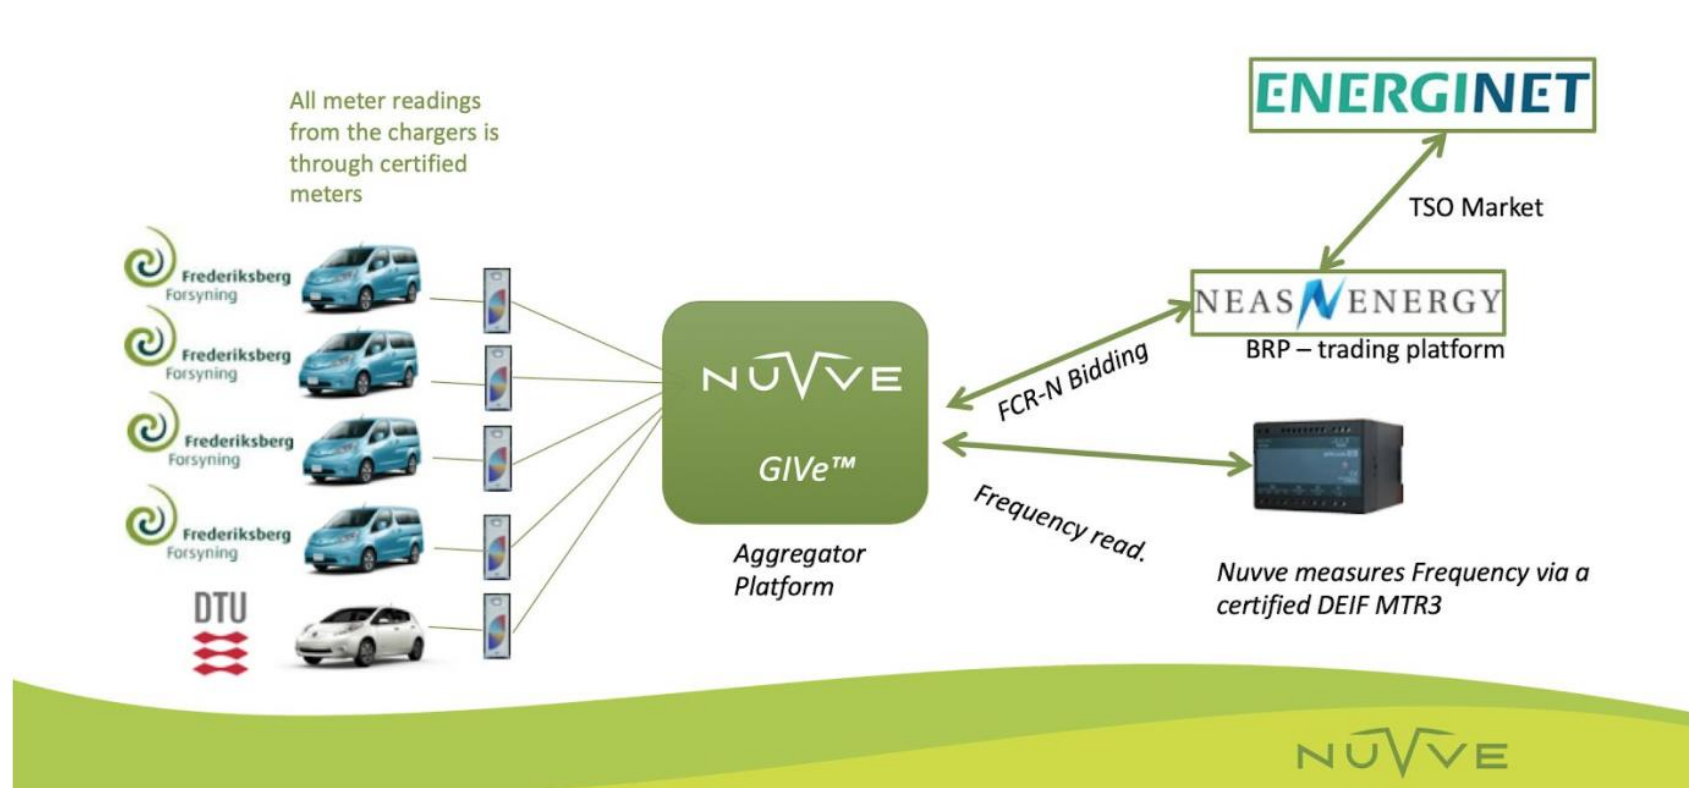 All meter readings
from the chargers is
through certified
meters
Frederiksberg
Forsyning
Frederiksberg
Forsyning
Frederiksberg
Forsyning
Frederiksberg
Forsyning
DTU
NUVVE
GIVe™
Aggregator
Platform
ENERGINET
TSO Market
NEAS ENERGY
BRP – trading platform
FCR-N Bidding
Frequency read.
Nuvve measures Frequency via a
certified DEIF MTR3
NUVVE